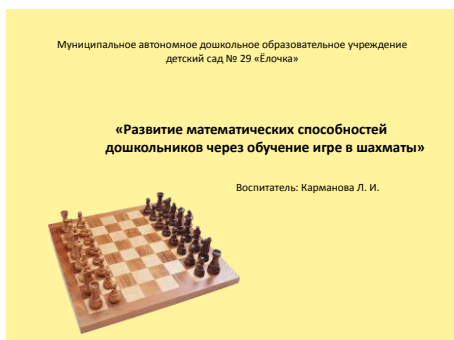 Муниципальное автономное дошкольное образовательное учреждение
детский сад № 29 «Ёлочка»
«Развитие математических способностей
дошкольников через обучение игре в шахматы»
Воспитатель: Карманова Л. И.